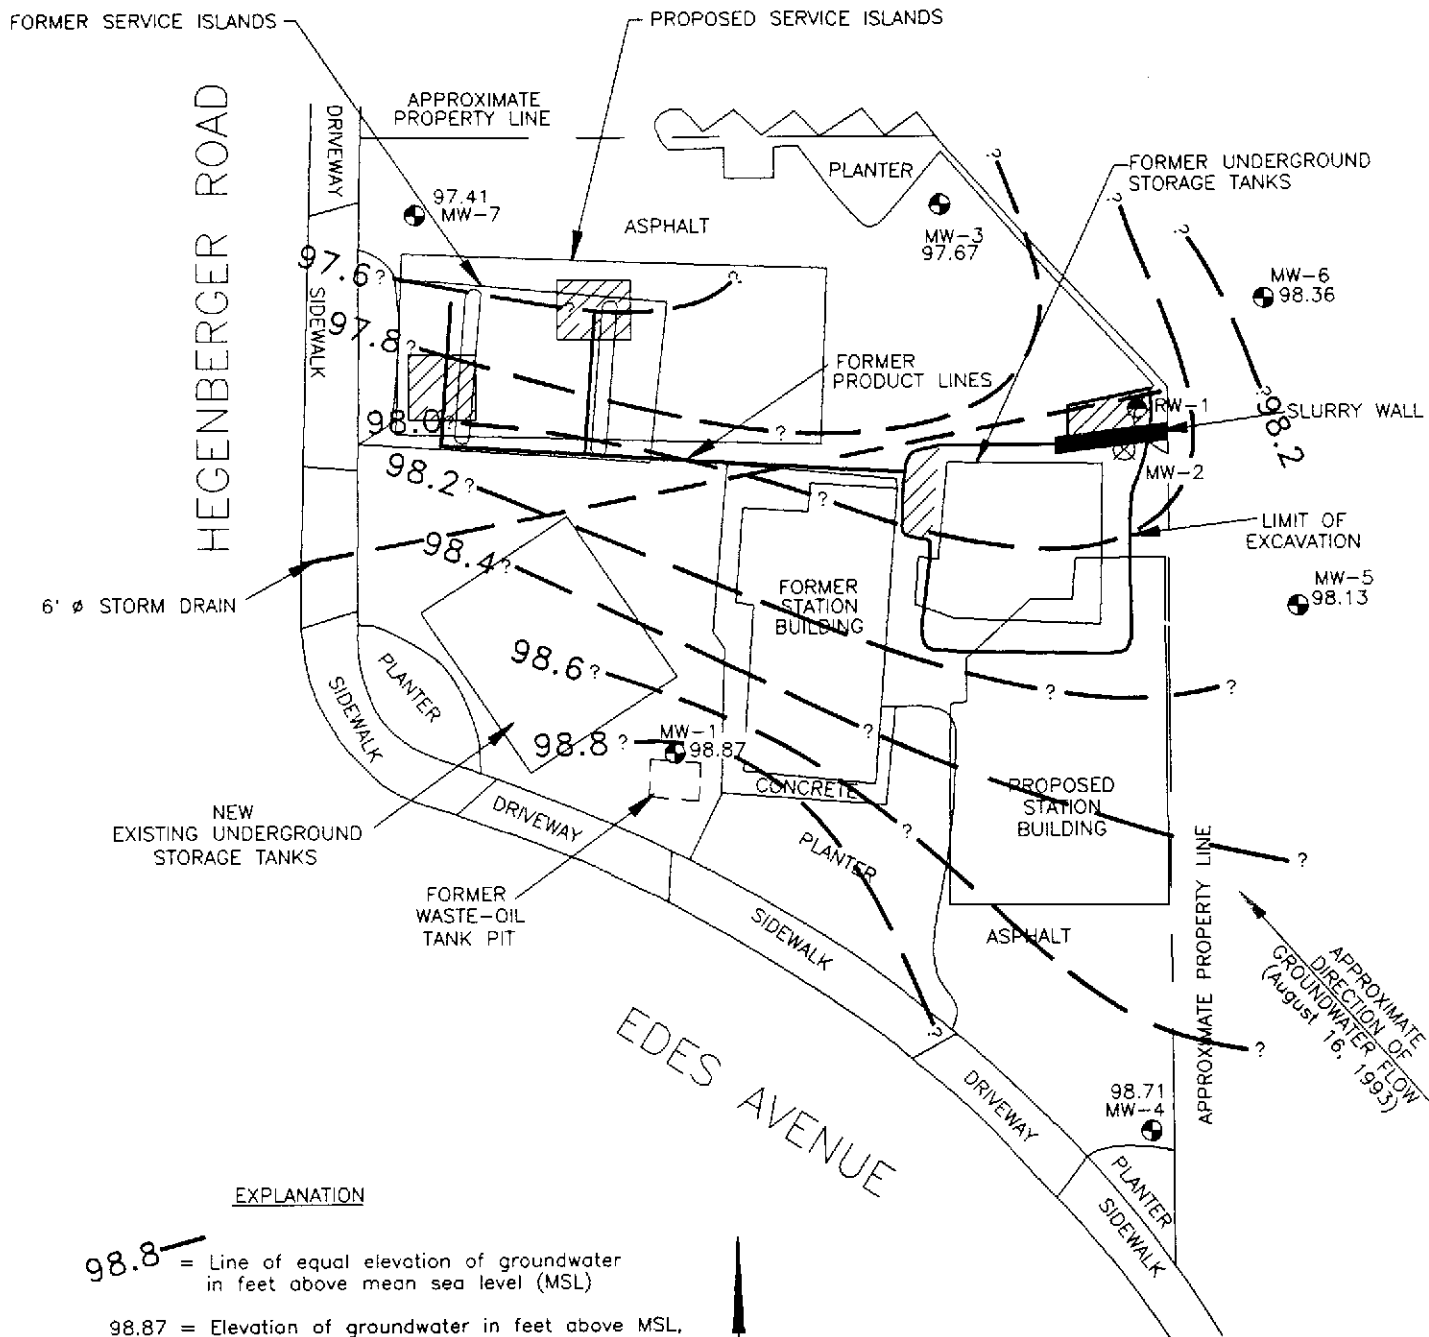 FORMER SERVICE ISLANDS
PROPOSED SERVICE ISLANDS
HEGENBERGER ROAD
DRIVEWAY
APPROXIMATE
PROPERTY LINE
PLANTER
FORMER UNDERGROUND
STORAGE TANKS
97.41
MW-7
ASPHALT
MW-3
97.67
MW-6
98.36
97.6?
SIDEWALK
97.8?
98.0?
98.2?
98.4?
98.6?
98.8?
FORMER
PRODUCT LINES
RW-1
98.2
SLURRY WALL
MW-2
LIMIT OF
EXCAVATION
6' ø STORM DRAIN
FORMER
STATION
BUILDING
MW-5
98.13
PLANTER
SIDEWALK
MW-1
98.87
CONCRETE
PROPOSED
STATION
BUILDING
NEW
EXISTING UNDERGROUND
STORAGE TANKS
DRIVEWAY
PLANTER
FORMER
WASTE-OIL
TANK PIT
SIDEWALK
ASPHALT
APPROXIMATE PROPERTY LINE
APPROXIMATE
DIRECTION OF
GROUNDWATER FLOW
(August 16, 1993)
EDES AVENUE
98.71
MW-4
DRIVEWAY
PLANTER
SIDEWALK
EXPLANATION
98.8 = Line of equal elevation of groundwater
in feet above mean sea level (MSL)
98.87 = Elevation of groundwater in feet above MSL,